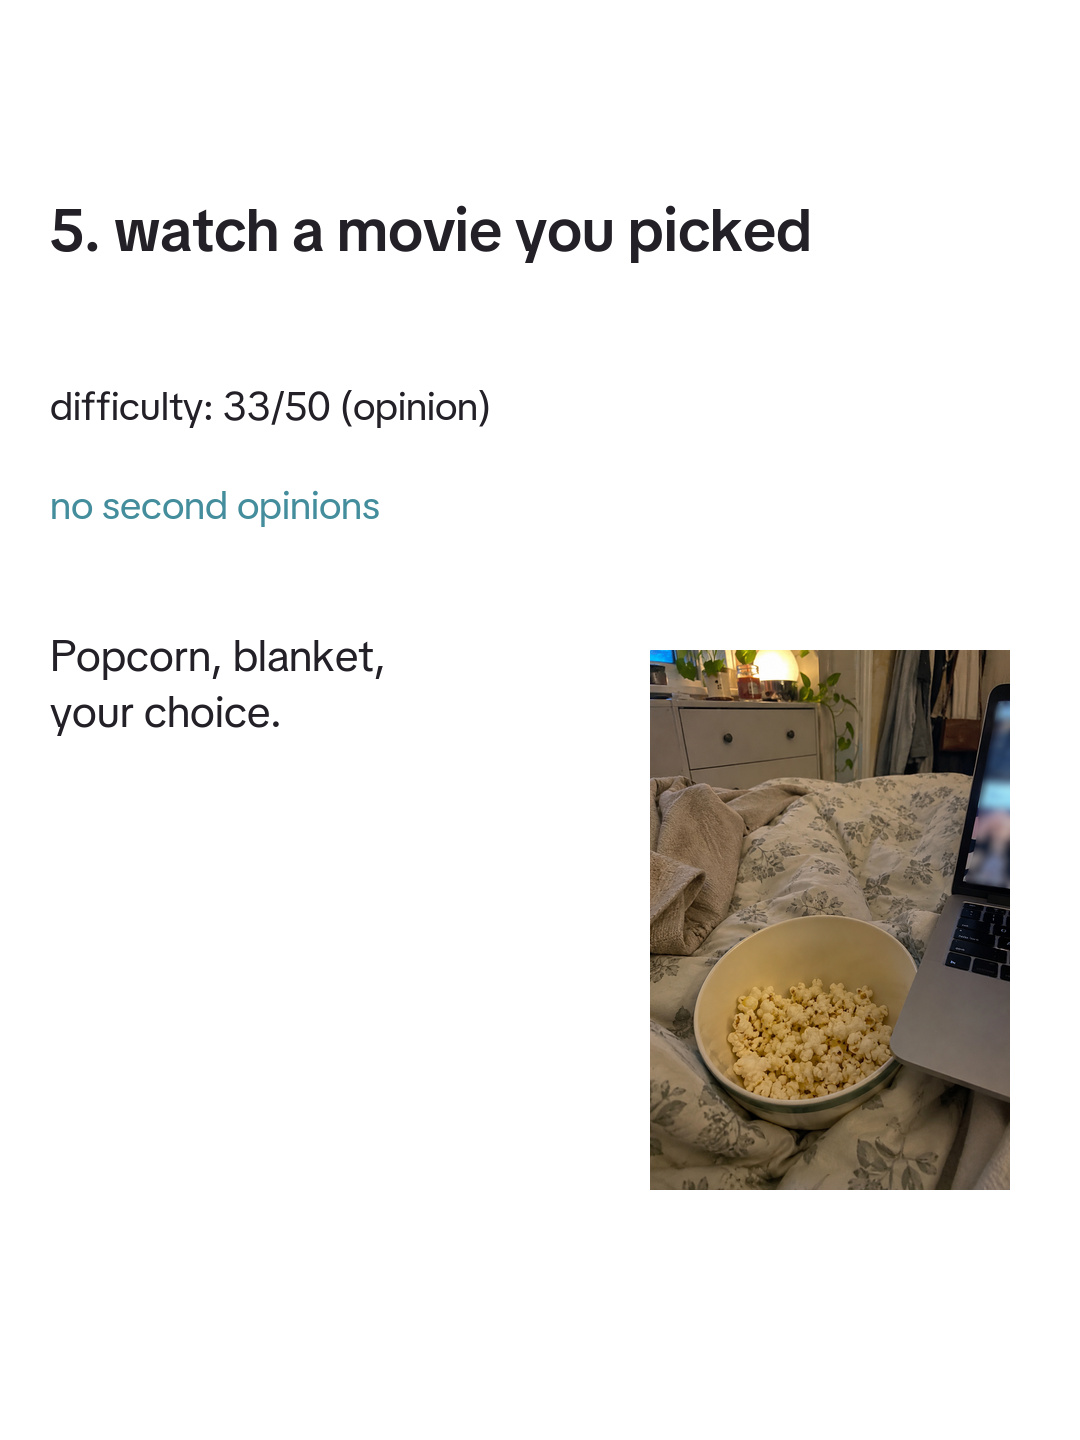 5. watch a movie you picked
difficulty: 33/50 (opinion)
no second opinions
Popcorn, blanket,
your choice.